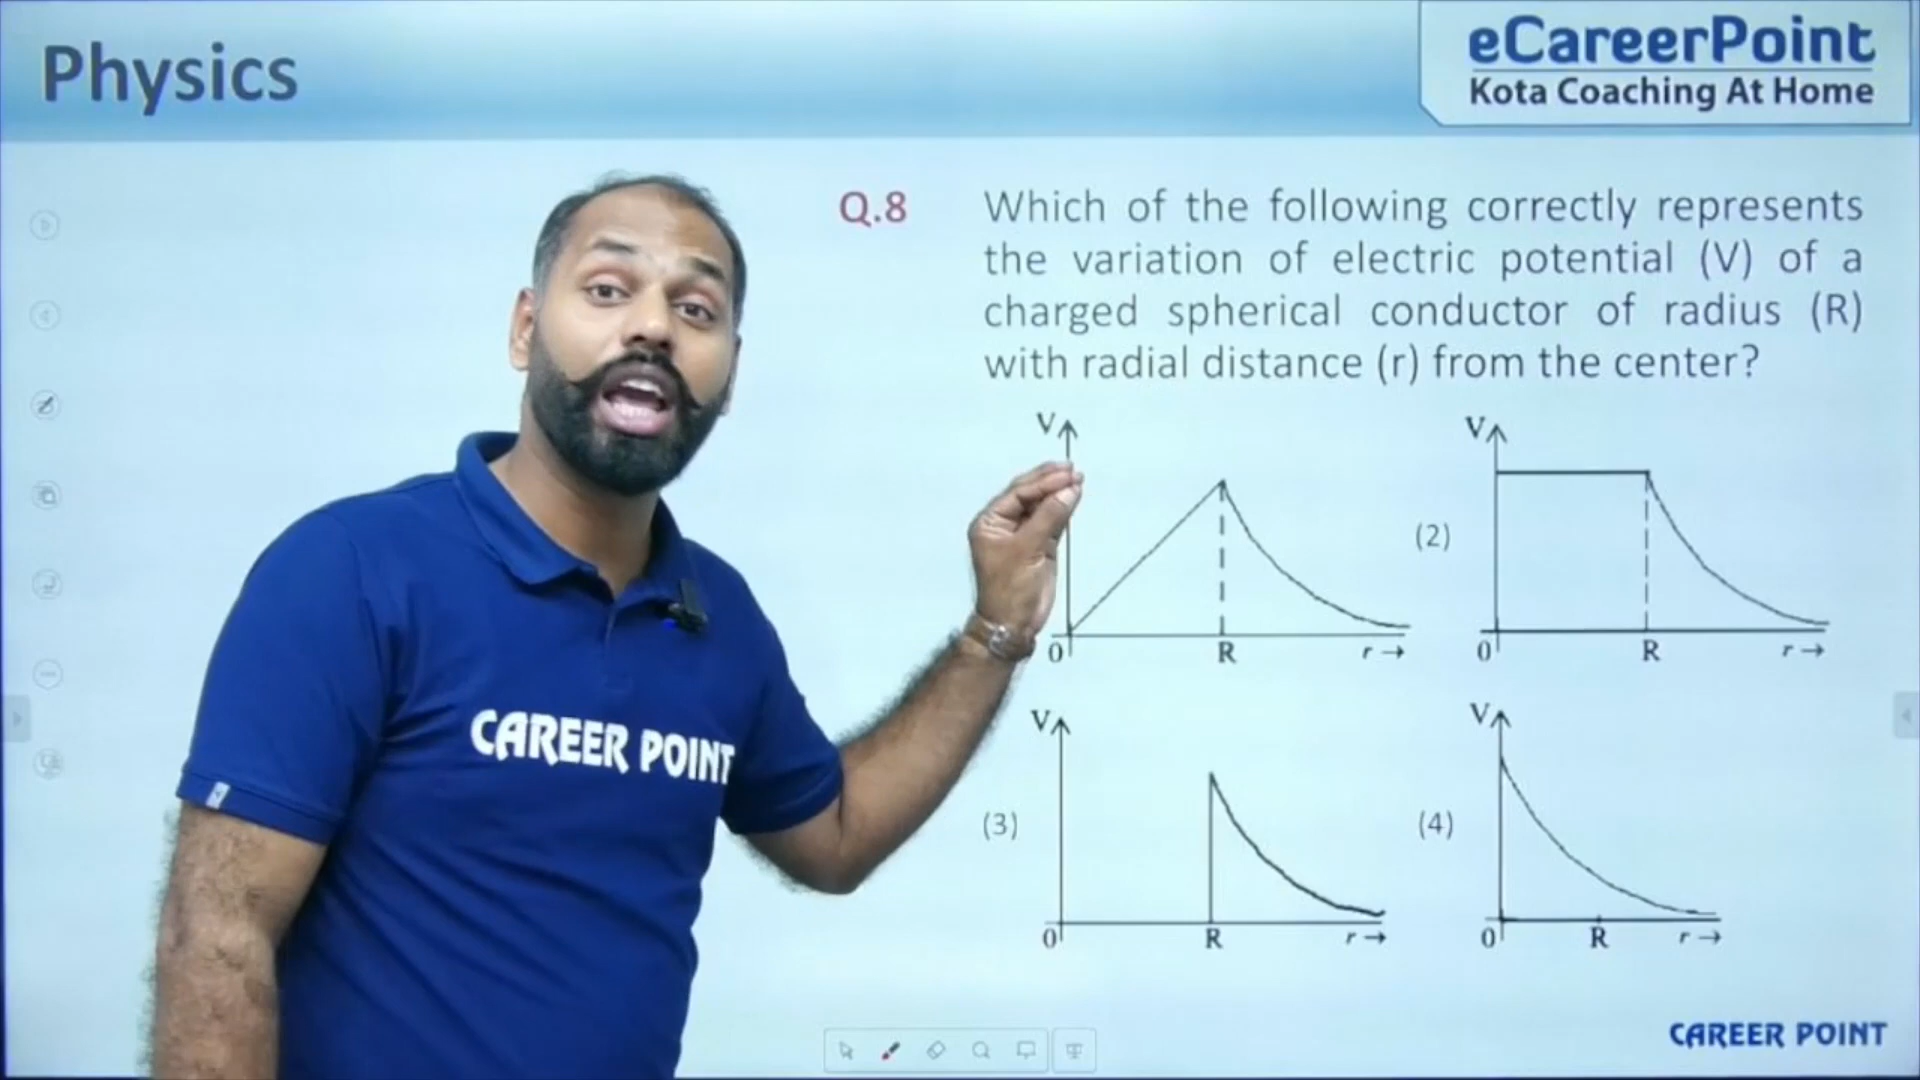 Physics
eCareerPoint
Kota Coaching At Home
Q.8
Which of the following correctly represents
the variation of electric potential (V) of a
charged spherical conductor of radius (R)
with radial distance (r) from the center?
V
0
R
r →
(2)
V
0
R
r →
(3)
V
0
R
r →
(4)
V
0
R
r →
CAREER POINT
CAREER POINT